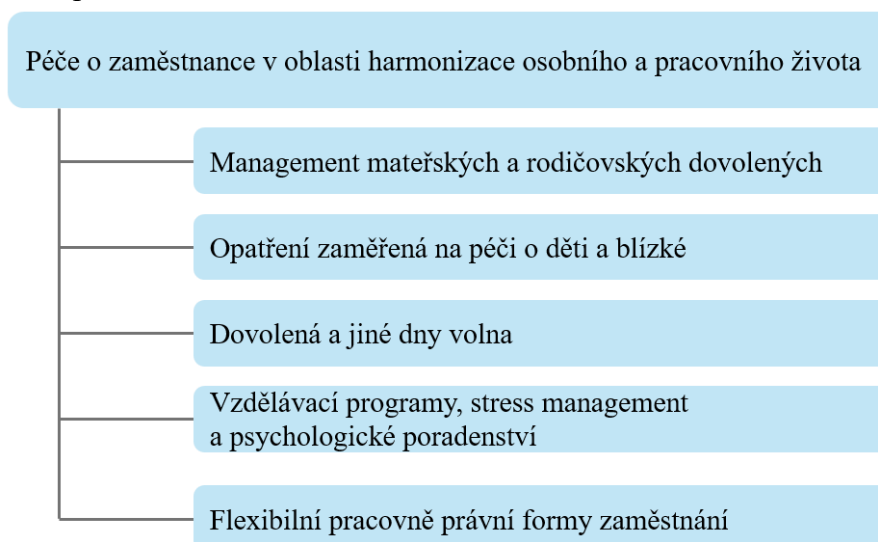 Péče o zaměstnance v oblasti harmonizace osobního a pracovního života
Management mateřských a rodičovských dovolených
Opatření zaměřená na péči o děti a blízké
Dovolená a jiné dny volna
Vzdělávací programy, stress management
a psychologické poradenství
Flexibilní pracovně právní formy zaměstnání